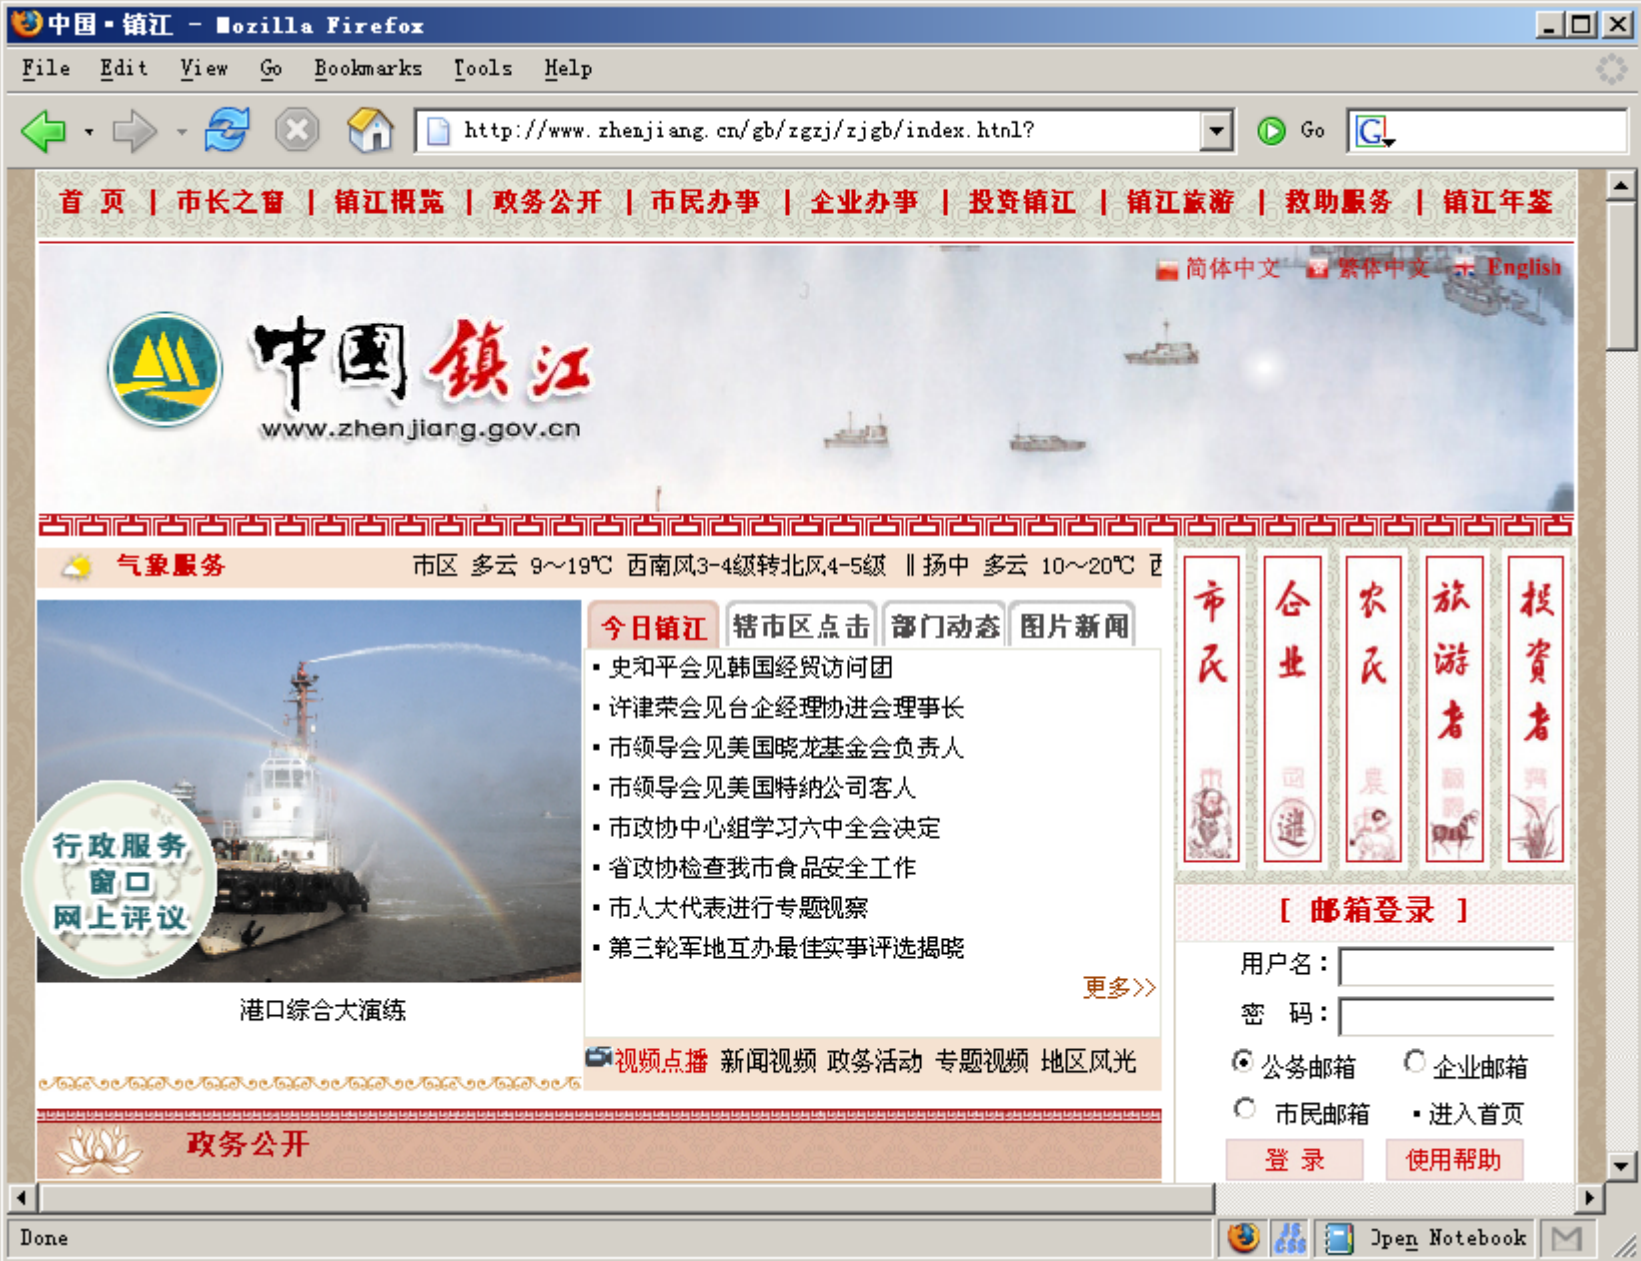 中国·镇江 - Mozilla Firefox
File Edit View Go Bookmarks Tools Help
http://www.zhenjiang.cn/gb/zgzj/zjgb/index.html? Go
首 页 | 市长之窗 | 镇江概览 | 政务公开 | 市民办事 | 企业办事 | 投资镇江 | 镇江旅游 | 救助服务 | 镇江年鉴
简体中文 繁体中文 English
中國 鎮江
www.zhenjiang.gov.cn
气象服务 市区 多云 9～19℃ 西南风3-4级转北风4-5级 ‖ 扬中 多云 10～20℃ 西
今日镇江 辖市区点击 部门动态 图片新闻
▪ 史和平会见韩国经贸访问团
▪ 许津荣会见台企经理协进会理事长
▪ 市领导会见美国晓龙基金会负责人
▪ 市领导会见美国特纳公司客人
▪ 市政协中心组学习六中全会决定
▪ 省政协检查我市食品安全工作
▪ 市人大代表进行专题视察
▪ 第三轮军地互办最佳实事评选揭晓
更多>>
行政服务
窗口
网上评议
港口综合大演练
视频点播 新闻视频 政务活动 专题视频 地区风光
政务公开
市民
企业
农民
旅游者
投資者
[ 邮箱登录 ]
用户名：
密 码：
公务邮箱 企业邮箱
市民邮箱 ▪进入首页
登 录 使用帮助
Done Open Notebook